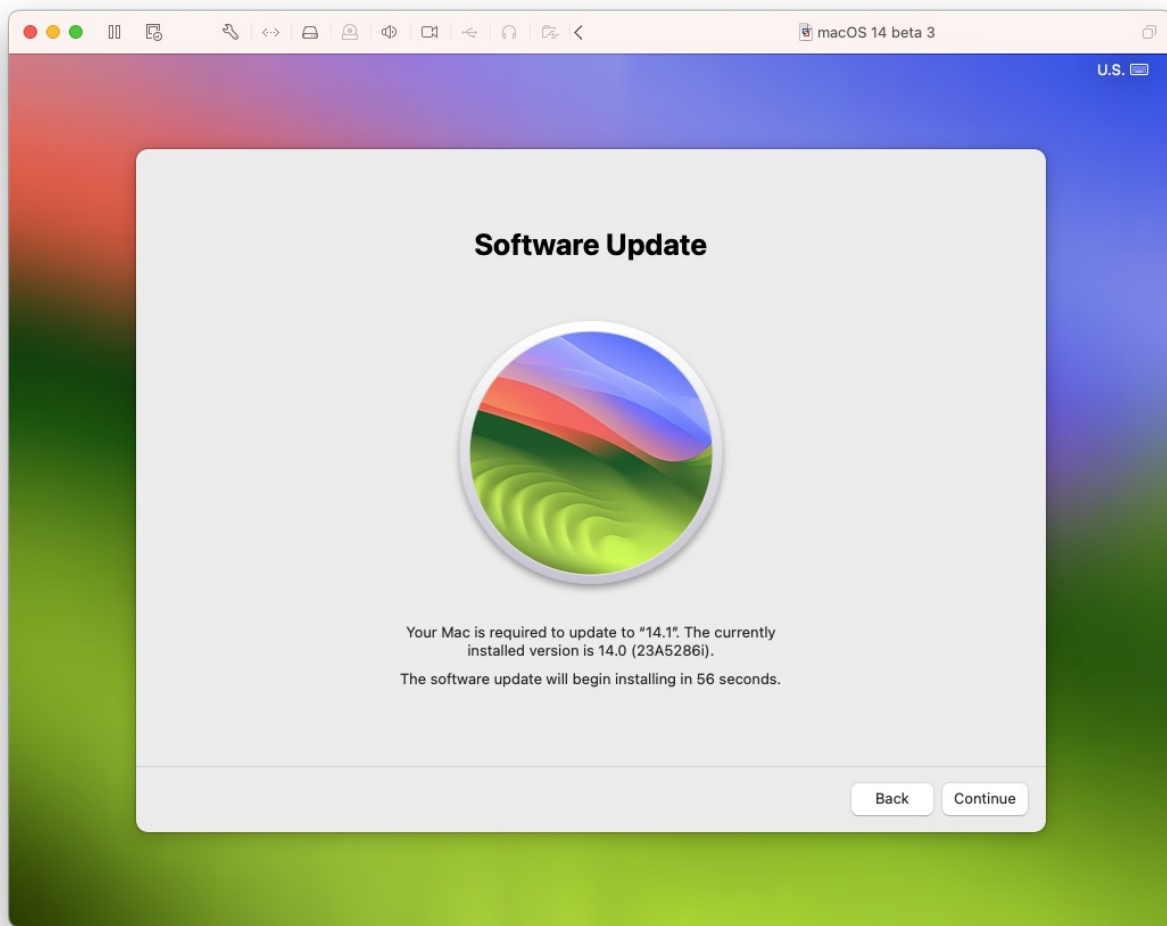 macOS 14 beta 3
U.S.
Software Update
Your Mac is required to update to “14.1”. The currently
installed version is 14.0 (23A5286i).
The software update will begin installing in 56 seconds.
Back
Continue